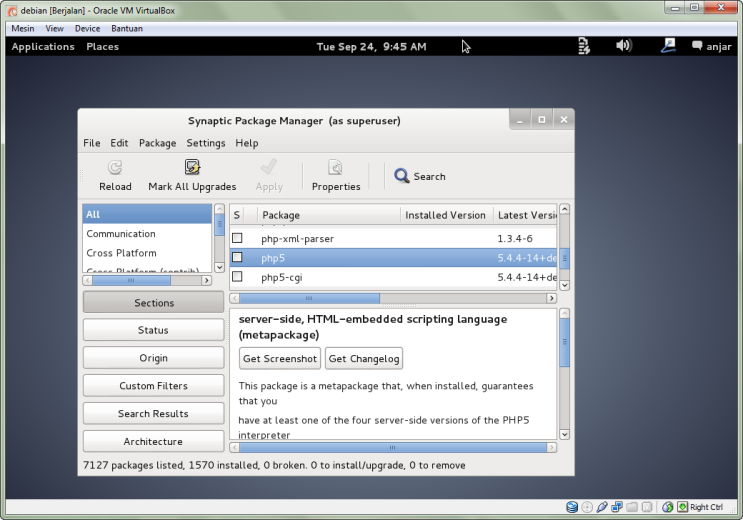 debian [Berjalan] - Oracle VM VirtualBox
Mesin View Device Bantuan
Applications Places Tue Sep 24, 9:45 AM anjar
Synaptic Package Manager (as superuser)
File Edit Package Settings Help
Reload Mark All Upgrades Apply Properties Search
All
Communication
Cross Platform
Cross Platform (contrib)
S Package Installed Version Latest Versi
php-xml-parser 1.3.4-6
php5 5.4.4-14+de
php5-cgi 5.4.4-14+de
Sections
Status
Origin
Custom Filters
Search Results
Architecture
server-side, HTML-embedded scripting language
(metapackage)
Get Screenshot Get Changelog
This package is a metapackage that, when installed, guarantees
that you
have at least one of the four server-side versions of the PHP5
interpreter
7127 packages listed, 1570 installed, 0 broken. 0 to install/upgrade, 0 to remove
Right Ctrl